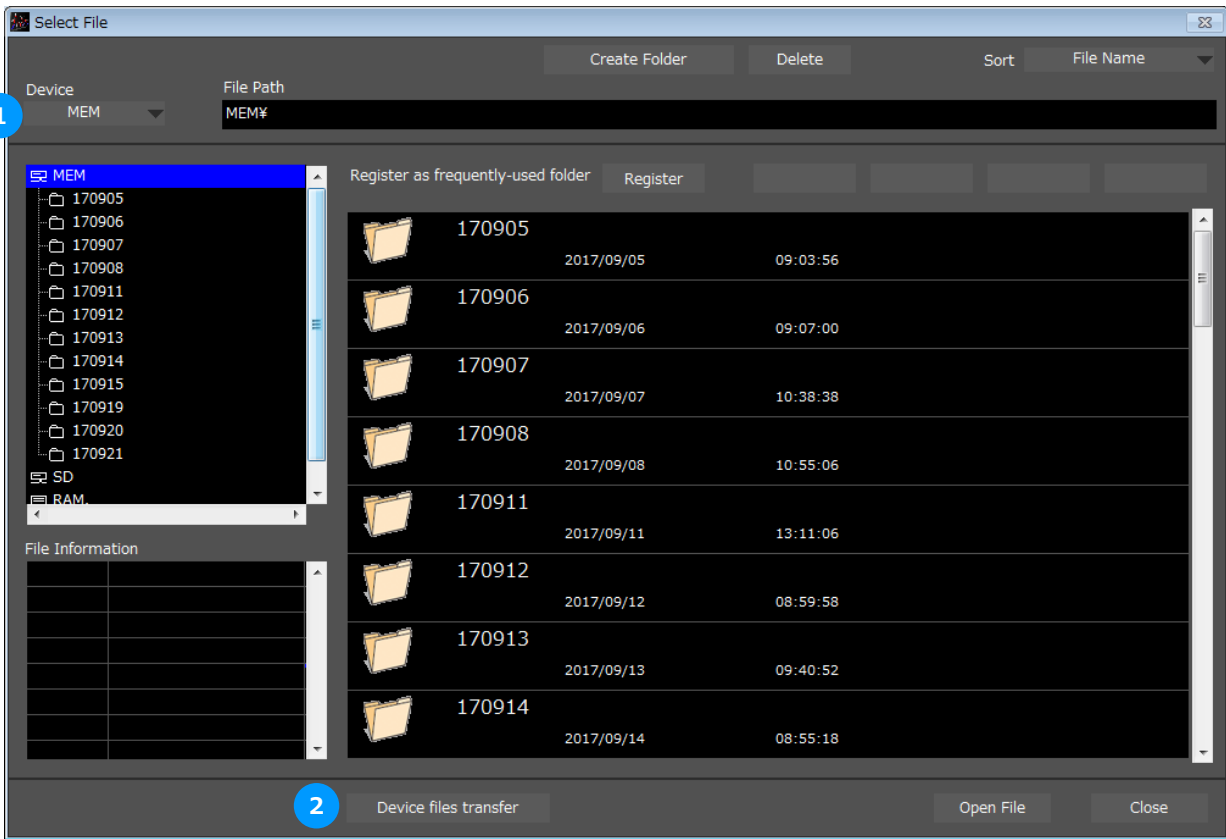 Select File
Create Folder
Delete
Sort
File Name
Device
File Path
1
MEM
MEM¥
MEM
170905
170906
170907
170908
170911
170912
170913
170914
170915
170919
170920
170921
SD
RAM.
Register as frequently-used folder
Register
170905
2017/09/05 09:03:56
170906
2017/09/06 09:07:00
170907
2017/09/07 10:38:38
170908
2017/09/08 10:55:06
170911
2017/09/11 13:11:06
170912
2017/09/12 08:59:58
170913
2017/09/13 09:40:52
170914
2017/09/14 08:55:18
File Information
2
Device files transfer
Open File
Close